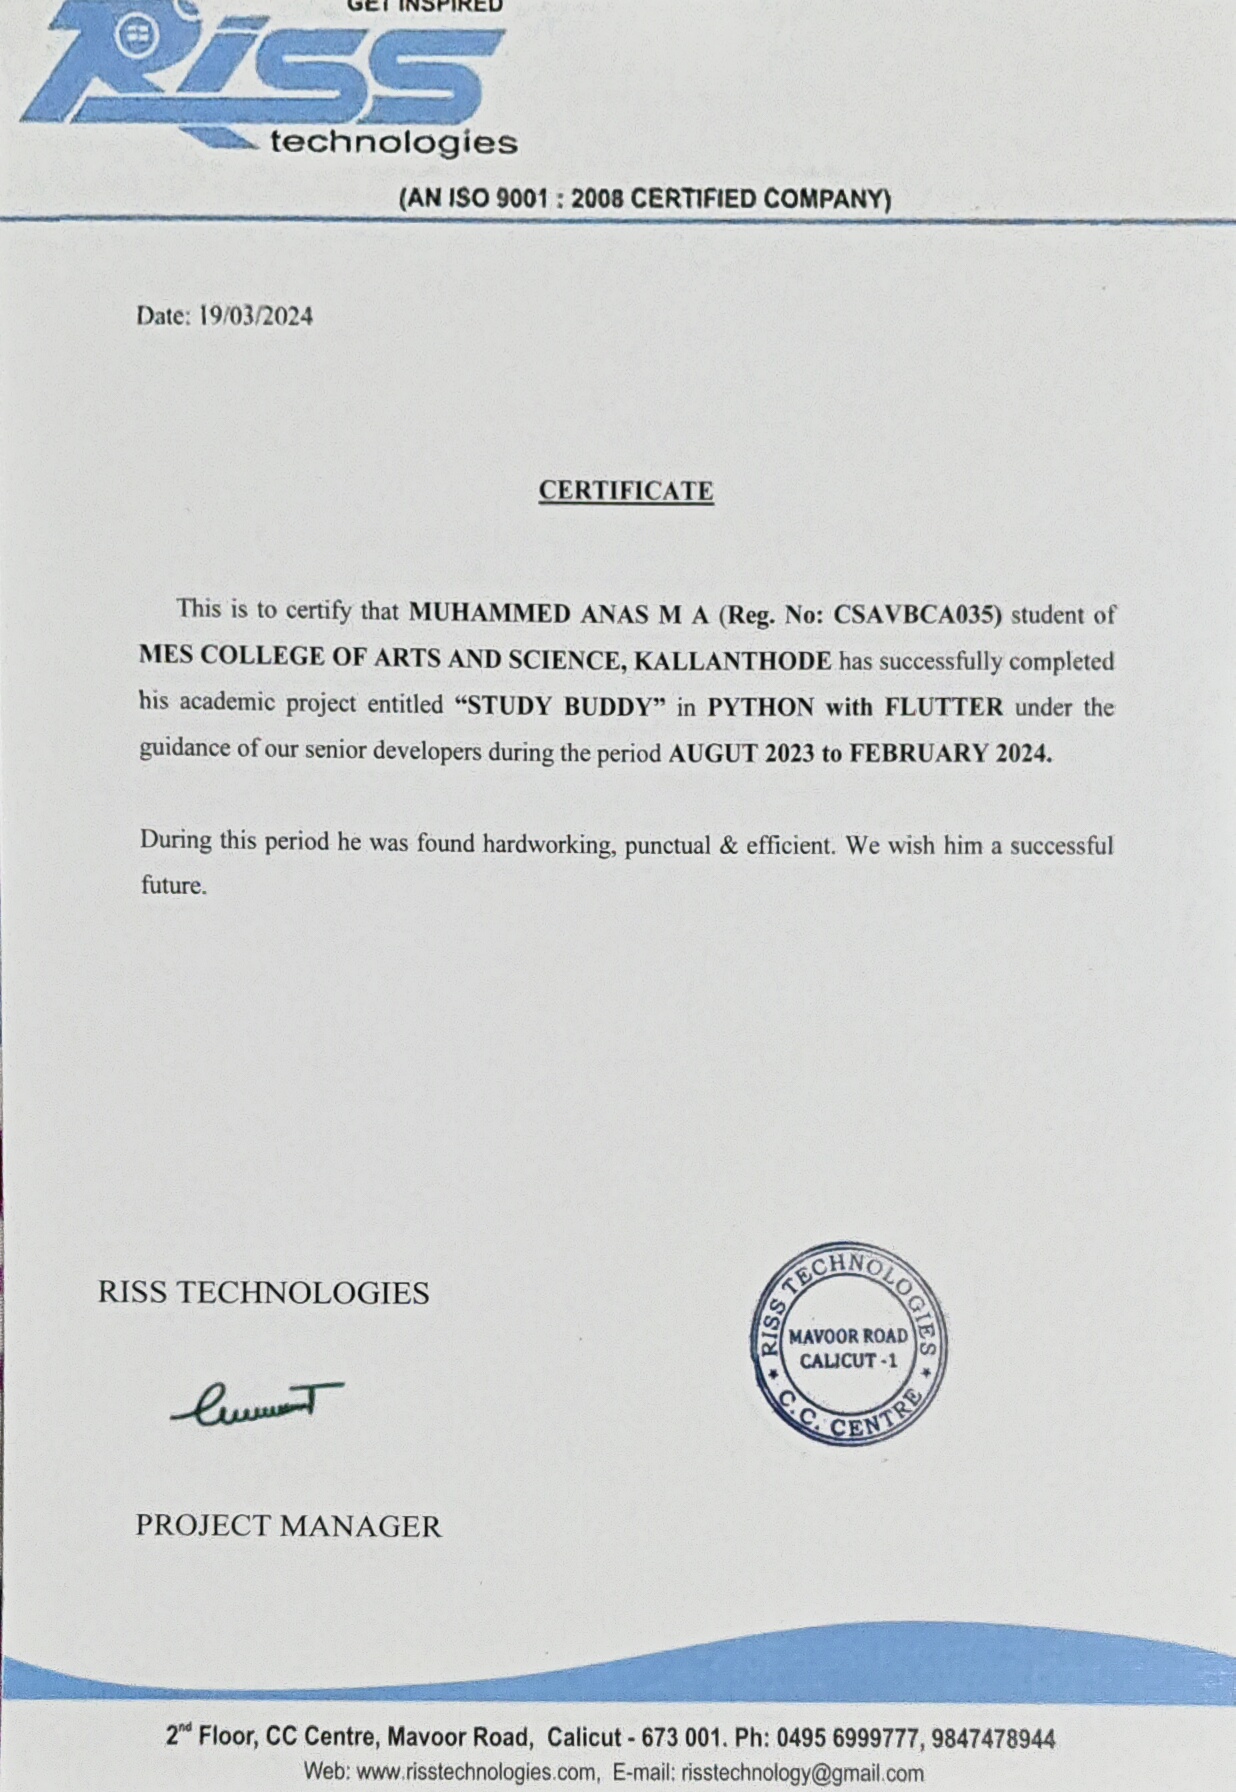 GET INSPIRED
Riss
technologies
(AN ISO 9001 : 2008 CERTIFIED COMPANY)
Date: 19/03/2024
CERTIFICATE
This is to certify that MUHAMMED ANAS M A (Reg. No: CSAVBCA035) student of
MES COLLEGE OF ARTS AND SCIENCE, KALLANTHODE has successfully completed
his academic project entitled “STUDY BUDDY” in PYTHON with FLUTTER under the
guidance of our senior developers during the period AUGUT 2023 to FEBRUARY 2024.
During this period he was found hardworking, punctual & efficient. We wish him a successful
future.
RISS TECHNOLOGIES
RISS TECHNOLOGIES
MAVOOR ROAD
CALICUT -1
★ C.C. CENTRE ★
PROJECT MANAGER
2nd Floor, CC Centre, Mavoor Road, Calicut - 673 001. Ph: 0495 6999777, 9847478944
Web: www.risstechnologies.com, E-mail: risstechnology@gmail.com